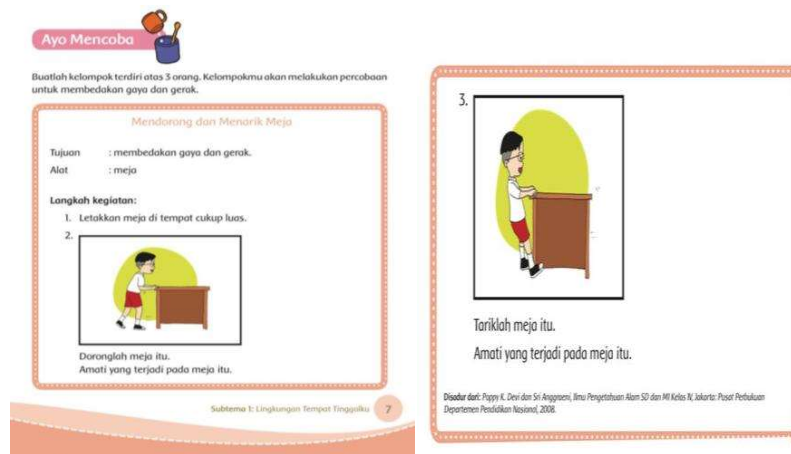 Ayo Mencoba
Buatlah kelompok terdiri atas 3 orang. Kelompokmu akan melakukan percobaan
untuk membedakan gaya dan gerak.
Mendorong dan Menarik Meja
Tujuan : membedakan gaya dan gerak.
Alat : meja
Langkah kegiatan:
1. Letakkan meja di tempat cukup luas.
2.
Doronglah meja itu.
Amati yang terjadi pada meja itu.
Subtema 1: Lingkungan Tempat Tinggalku 7
3.
Tariklah meja itu.
Amati yang terjadi pada meja itu.
Disadur dari: Poppy K. Devi dan Sri Anggraeni, Ilmu Pengetahuan Alam SD dan MI Kelas IV, Jakarta: Pusat Perbukuan
Departemen Pendidikan Nasional, 2008.